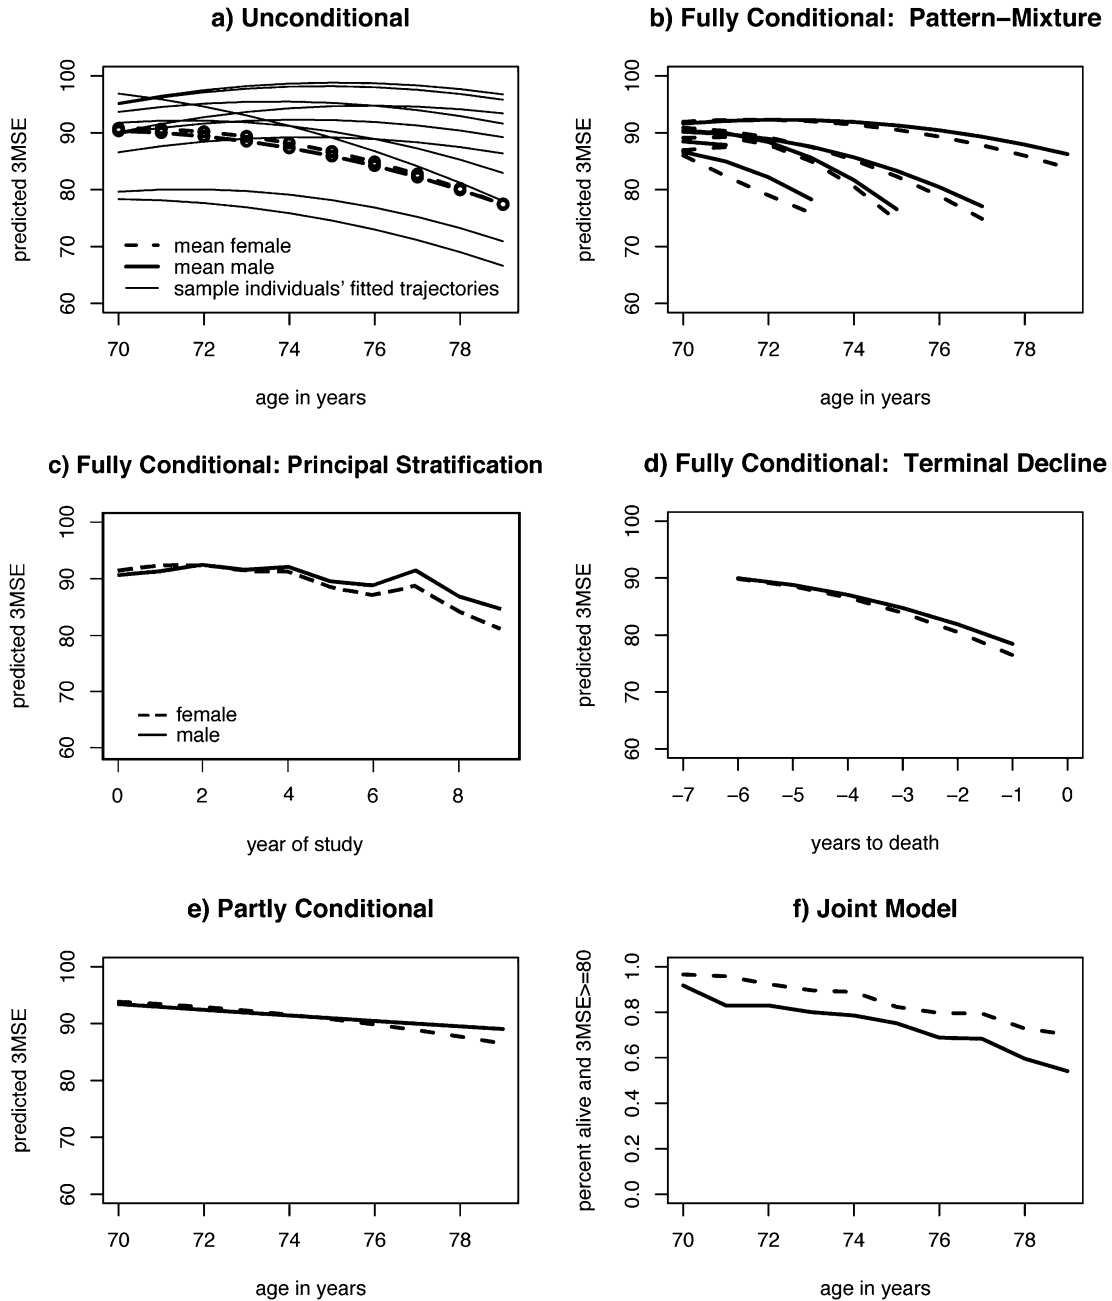 a) Unconditional
predicted 3MSE
100
90
80
70
60
mean female
mean male
sample individuals' fitted trajectories
70 72 74 76 78
age in years
b) Fully Conditional: Pattern−Mixture
predicted 3MSE
100
90
80
70
60
70 72 74 76 78
age in years
c) Fully Conditional: Principal Stratification
predicted 3MSE
100
90
80
70
60
female
male
0 2 4 6 8
year of study
d) Fully Conditional: Terminal Decline
predicted 3MSE
100
90
80
70
60
−7 −6 −5 −4 −3 −2 −1 0
years to death
e) Partly Conditional
predicted 3MSE
100
90
80
70
60
70 72 74 76 78
age in years
f) Joint Model
percent alive and 3MSE>=80
1.0
0.8
0.6
0.4
0.2
0.0
70 72 74 76 78
age in years